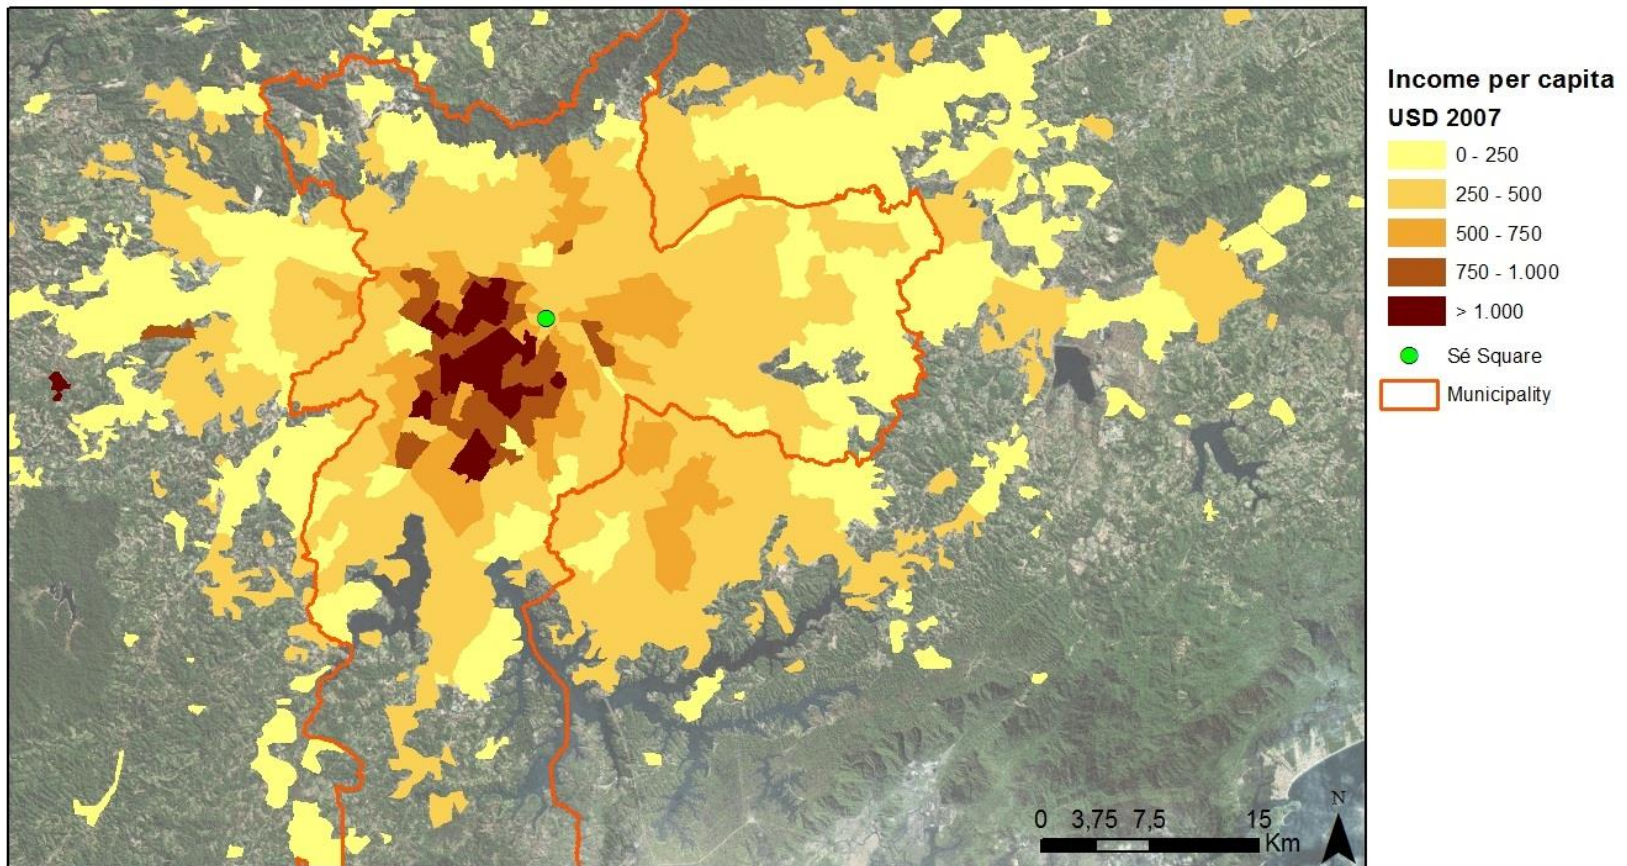 Income per capita
USD 2007
0 - 250
250 - 500
500 - 750
750 - 1.000
> 1.000
Sé Square
Municipality
N
0 3,75 7,5 15
Km